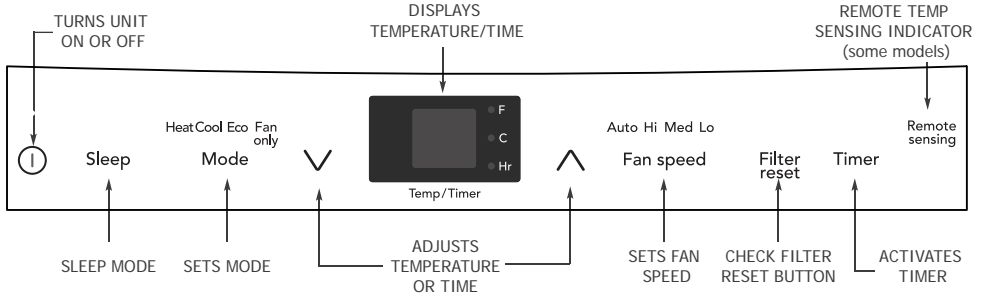 TURNS UNIT
ON OR OFF
DISPLAYS
TEMPERATURE/TIME
REMOTE TEMP
SENSING INDICATOR
(some models)
Sleep
HeatCool Eco Fan
only
Mode
F
C
Hr
Temp/Timer
Auto Hi Med Lo
Fan speed
Filter
reset
Timer
Remote
sensing
SLEEP MODE
SETS MODE
ADJUSTS
TEMPERATURE
OR TIME
SETS FAN
SPEED
CHECK FILTER
RESET BUTTON
ACTIVATES
TIMER